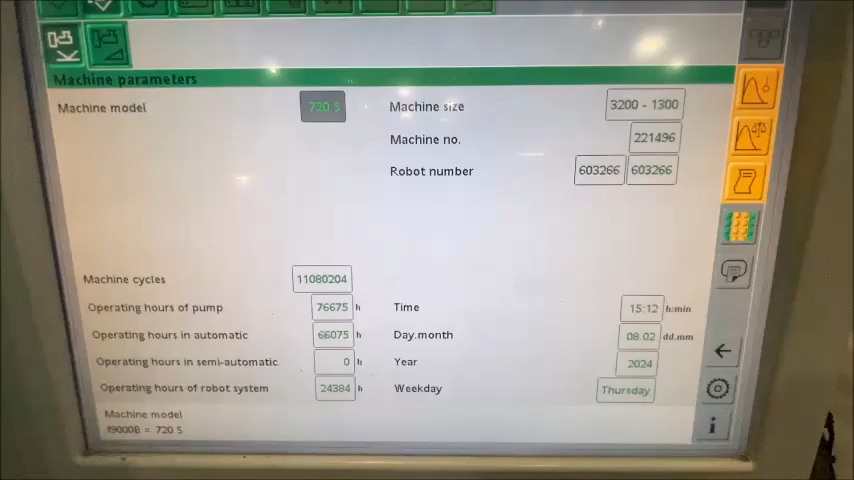 Machine parameters
Machine model 720 S Machine size 3200 - 1300
Machine no. 221496
Robot number 603266 603266
Machine cycles 11080204
Operating hours of pump 76675 h Time 15:12 h:min
Operating hours in automatic 66075 h Day.month 08.02 dd.mm
Operating hours in semi-automatic 0 h Year 2024
Operating hours of robot system 24384 h Weekday Thursday
Machine model
f9000B = 720 S